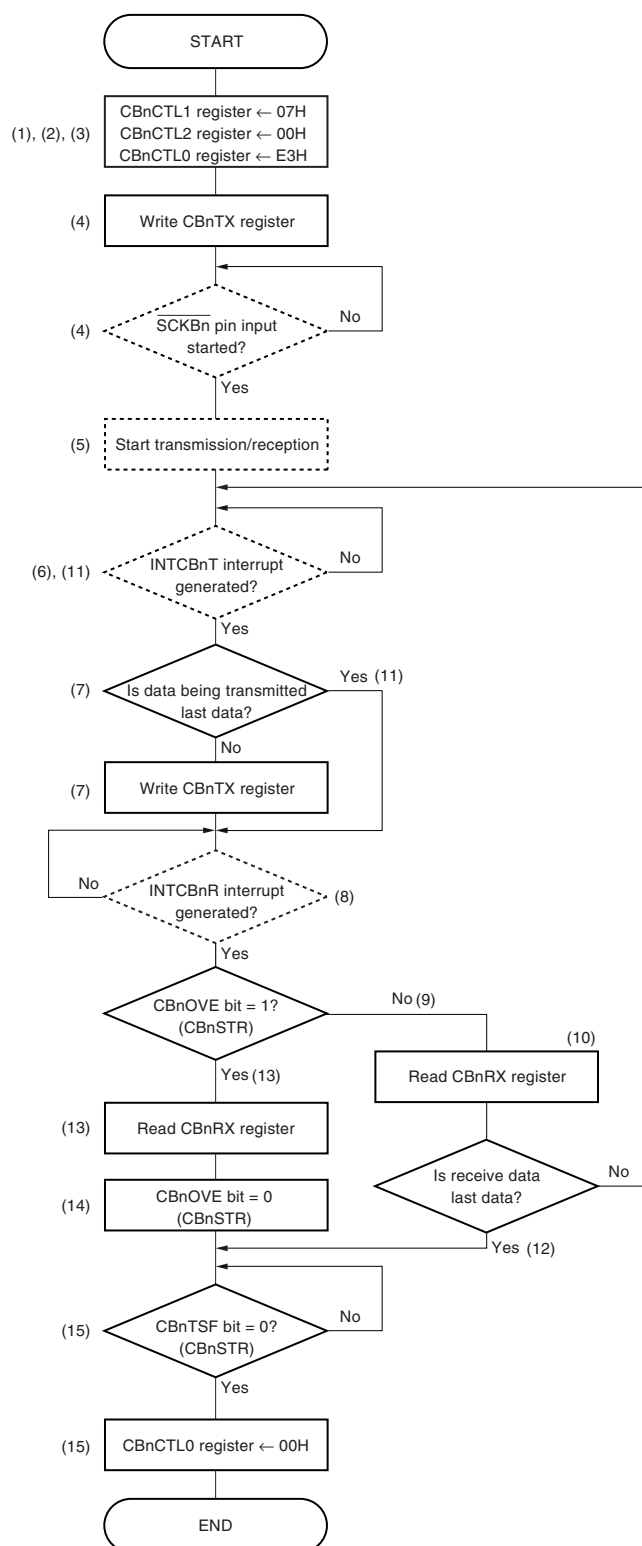 START
(1), (2), (3)
CBnCTL1 register ← 07H
CBnCTL2 register ← 00H
CBnCTL0 register ← E3H
(4)
Write CBnTX register
(4)
SCKBn pin input
started?
No
Yes
(5)
Start transmission/reception
(6), (11)
INTCBnT interrupt
generated?
No
Yes
(7)
Is data being transmitted
last data?
Yes (11)
No
(7)
Write CBnTX register
No
INTCBnR interrupt
generated?
(8)
Yes
CBnOVE bit = 1?
(CBnSTR)
No (9)
Yes (13)
(10)
Read CBnRX register
(13)
Read CBnRX register
Is receive data
last data?
No
Yes (12)
(14)
CBnOVE bit = 0
(CBnSTR)
(15)
CBnTSF bit = 0?
(CBnSTR)
No
Yes
(15)
CBnCTL0 register ← 00H
END